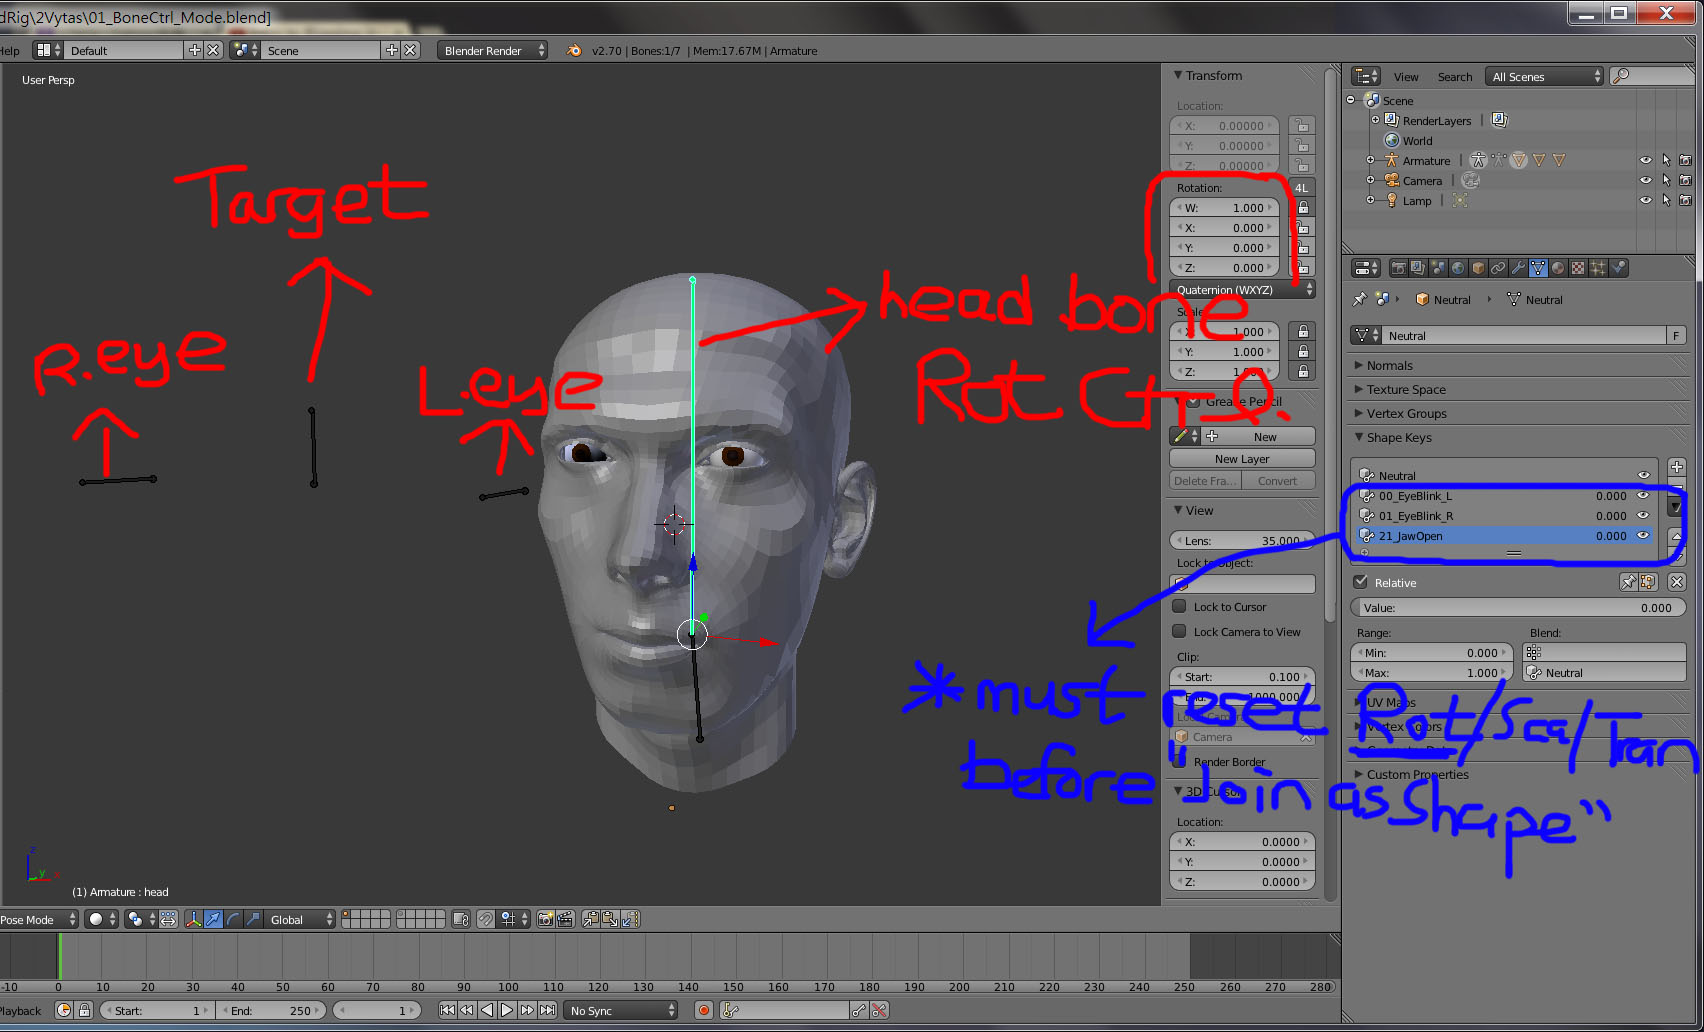 dRig\2Vytas\01_BoneCtrl_Mode.blend]
Help Default Scene Blender Render v2.70 | Bones:1/7 | Mem:17.67M | Armature
User Persp
Target
R.eye
L.eye
head bone
Rot Ctrl.
*must reset Rot/Sca/Tran
before "Join as Shape"
(1) Armature : head
Transform
Location:
X: 0.00000
Y: 0.00000
Z: 0.00000
Rotation: 4L
W: 1.000
X: 0.000
Y: 0.000
Z: 0.000
Quaternion (WXYZ)
Scale:
X: 1.000
Y: 1.000
Z: 1.000
Grease Pencil
New
New Layer
Delete Fra... Convert
View
Lens: 35.000
Lock to Object:
Lock to Cursor
Lock Camera to View
Clip:
Start: 0.100
End: 1000.000
Camera
Render Border
3D Cursor
Location:
X: 0.0000
Y: 0.0000
Z: 0.0000
View Search All Scenes
Scene
RenderLayers
World
Armature
Camera
Lamp
Neutral Neutral
Neutral F
Normals
Texture Space
Vertex Groups
Shape Keys
Neutral
00_EyeBlink_L 0.000
01_EyeBlink_R 0.000
21_JawOpen 0.000
Relative
Value: 0.000
Range: Blend:
Min: 0.000
Max: 1.000 Neutral
UV Maps
Vertex Colors
Custom Properties
Pose Mode Global
-10 0 10 20 30 40 50 60 70 80 90 100 110 120 130 140 150 160 170 180 190 200 210 220 230 240 250 260 270 280
Playback Start: 1 End: 250 1 No Sync
z
y
x